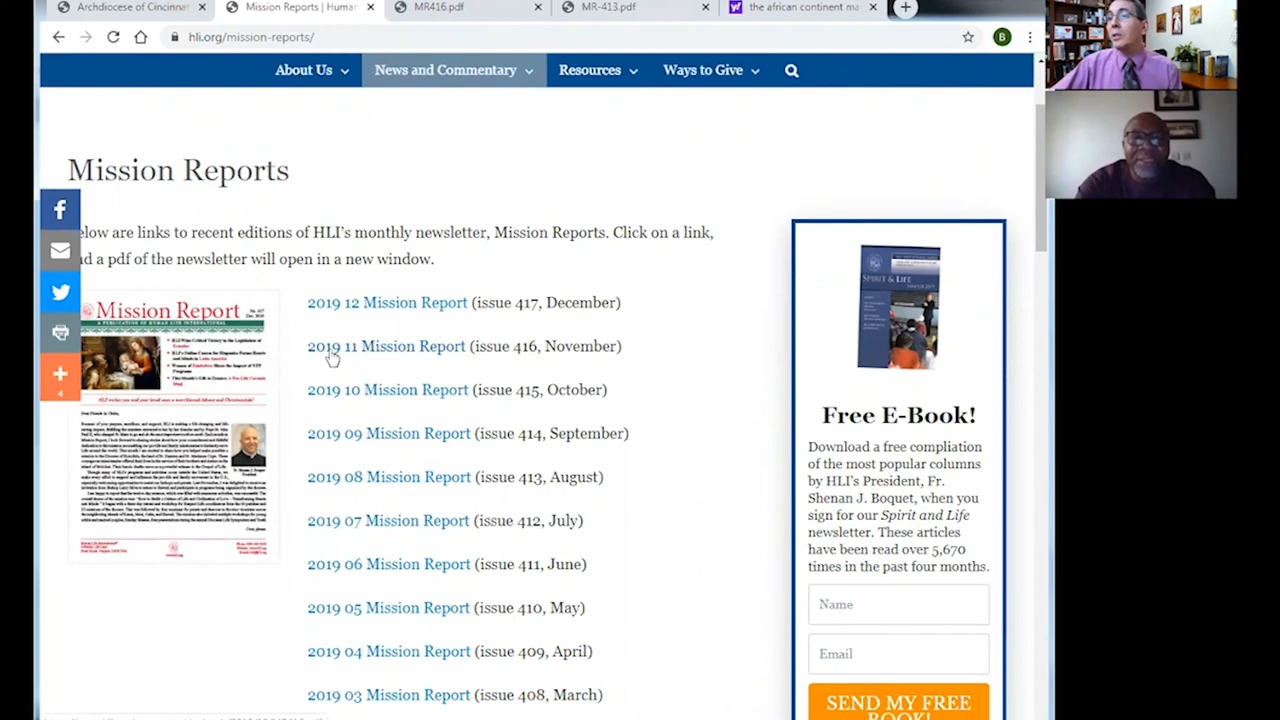 Archdiocese of Cincinnat
Mission Reports | Human
MR416.pdf
MR-413.pdf
the african continent ma
hli.org/mission-reports/
B
About Us
News and Commentary
Resources
Ways to Give
Mission Reports
elow are links to recent editions of HLI's monthly newsletter, Mission Reports. Click on a link,
d a pdf of the newsletter will open in a new window.
Mission Report
A PUBLICATION OF HUMAN LIFE INTERNATIONAL
4
2019 12 Mission Report (issue 417, December)
2019 11 Mission Report (issue 416, November)
2019 10 Mission Report (issue 415, October)
2019 09 Mission Report (issue 414, September)
2019 08 Mission Report (issue 413, August)
2019 07 Mission Report (issue 412, July)
2019 06 Mission Report (issue 411, June)
2019 05 Mission Report (issue 410, May)
2019 04 Mission Report (issue 409, April)
2019 03 Mission Report (issue 408, March)
SPIRIT & LIFE
Free E-Book!
Download a free compliation
of the most popular columns
by HLI's President, Fr.
Shenan J. Boquet, when you
sign for our Spirit and Life
newsletter. These articles
have been read over 5,670
times in the past four months.
Name
Email
SEND MY FREE
BOOK!